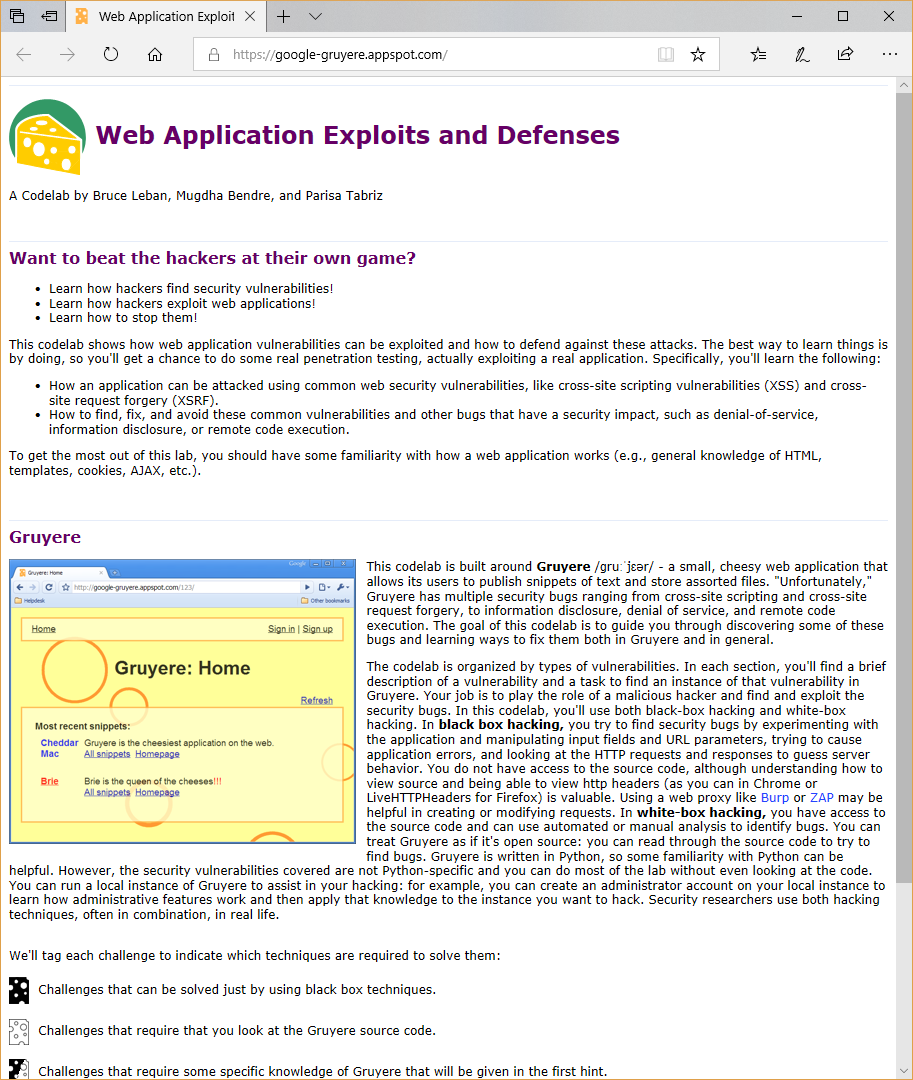 Web Application Exploit
https://google-gruyere.appspot.com/
Web Application Exploits and Defenses
A Codelab by Bruce Leban, Mugdha Bendre, and Parisa Tabriz
Want to beat the hackers at their own game?
• Learn how hackers find security vulnerabilities!
• Learn how hackers exploit web applications!
• Learn how to stop them!
This codelab shows how web application vulnerabilities can be exploited and how to defend against these attacks. The best way to learn things is
by doing, so you'll get a chance to do some real penetration testing, actually exploiting a real application. Specifically, you'll learn the following:
• How an application can be attacked using common web security vulnerabilities, like cross-site scripting vulnerabilities (XSS) and cross-
site request forgery (XSRF).
• How to find, fix, and avoid these common vulnerabilities and other bugs that have a security impact, such as denial-of-service,
information disclosure, or remote code execution.
To get the most out of this lab, you should have some familiarity with how a web application works (e.g., general knowledge of HTML,
templates, cookies, AJAX, etc.).
Gruyere
Google
Gruyere: Home
http://google-gruyere.appspot.com/123/
Helpdesk Other bookmarks
Home Sign in | Sign up
Gruyere: Home
Refresh
Most recent snippets:
Cheddar Gruyere is the cheesiest application on the web.
Mac All snippets Homepage
Brie Brie is the queen of the cheeses!!!
All snippets Homepage
This codelab is built around Gruyere /ɡruːˈjɛər/ - a small, cheesy web application that
allows its users to publish snippets of text and store assorted files. "Unfortunately,"
Gruyere has multiple security bugs ranging from cross-site scripting and cross-site
request forgery, to information disclosure, denial of service, and remote code
execution. The goal of this codelab is to guide you through discovering some of these
bugs and learning ways to fix them both in Gruyere and in general.
The codelab is organized by types of vulnerabilities. In each section, you'll find a brief
description of a vulnerability and a task to find an instance of that vulnerability in
Gruyere. Your job is to play the role of a malicious hacker and find and exploit the
security bugs. In this codelab, you'll use both black-box hacking and white-box
hacking. In black box hacking, you try to find security bugs by experimenting with
the application and manipulating input fields and URL parameters, trying to cause
application errors, and looking at the HTTP requests and responses to guess server
behavior. You do not have access to the source code, although understanding how to
view source and being able to view http headers (as you can in Chrome or
LiveHTTPHeaders for Firefox) is valuable. Using a web proxy like Burp or ZAP may be
helpful in creating or modifying requests. In white-box hacking, you have access to
the source code and can use automated or manual analysis to identify bugs. You can
treat Gruyere as if it's open source: you can read through the source code to try to
find bugs. Gruyere is written in Python, so some familiarity with Python can be
helpful. However, the security vulnerabilities covered are not Python-specific and you can do most of the lab without even looking at the code.
You can run a local instance of Gruyere to assist in your hacking: for example, you can create an administrator account on your local instance to
learn how administrative features work and then apply that knowledge to the instance you want to hack. Security researchers use both hacking
techniques, often in combination, in real life.
We'll tag each challenge to indicate which techniques are required to solve them:
Challenges that can be solved just by using black box techniques.
Challenges that require that you look at the Gruyere source code.
Challenges that require some specific knowledge of Gruyere that will be given in the first hint.